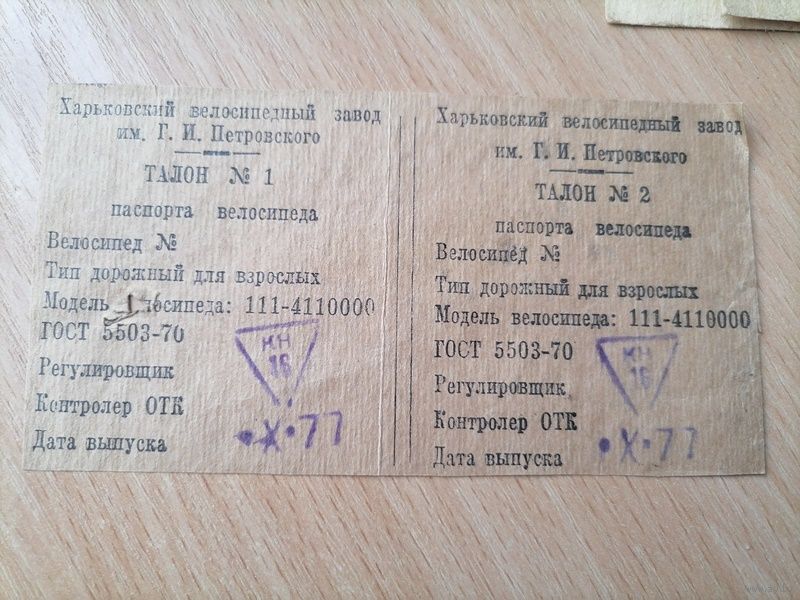 Харьковский велосипедный завод
им. Г. И. Петровского
ТАЛОН № 1
паспорта велосипеда
Велосипед №
Тип дорожный для взрослых
Модель велосипеда: 111-4110000
ГОСТ 5503-70
Регулировщик
Контролер ОТК
Дата выпуска
КН
16
•X•77
Харьковский велосипедный завод
им. Г. И. Петровского
ТАЛОН № 2
паспорта велосипеда
Велосипед №
Тип дорожный для взрослых
Модель велосипеда: 111-4110000
ГОСТ 5503-70
Регулировщик
Контролер ОТК
Дата выпуска
КН
16
•X•77